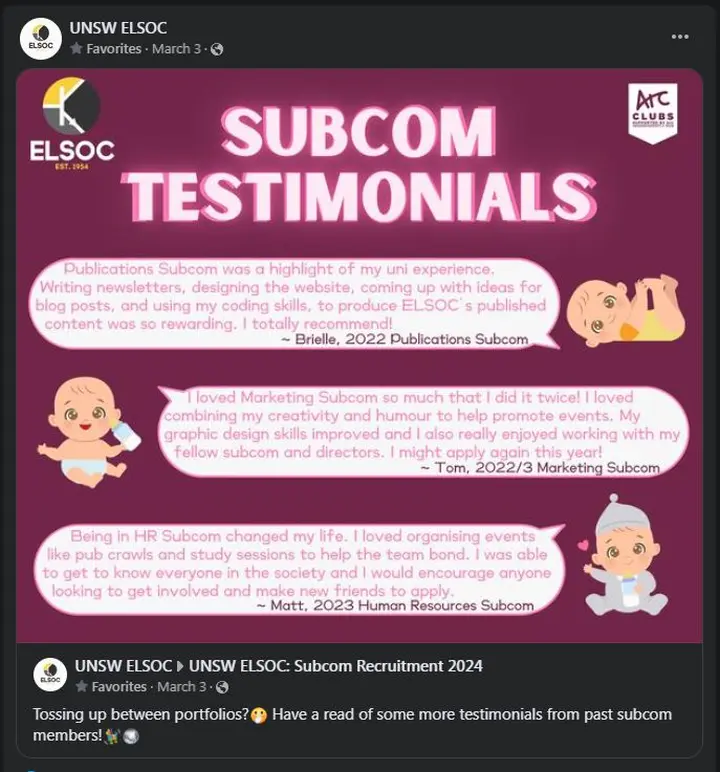 UNSW ELSOC
Favorites · March 3 ·
ELSOC
ELSOC
EST. 1954
SUBCOM
TESTIMONIALS
Arc
CLUBS
Publications Subcom was a highlight of my uni experience.
Writing newsletters, designing the website, coming up with ideas for
blog posts, and using my coding skills, to produce ELSOC's published
content was so rewarding. I totally recommend!
~ Brielle, 2022 Publications Subcom
I loved Marketing Subcom so much that I did it twice! I loved
combining my creativity and humour to help promote events. My
graphic design skills improved and I also really enjoyed working with my
fellow subcom and directors. I might apply again this year!
~ Tom, 2022/3 Marketing Subcom
Being in HR Subcom changed my life. I loved organising events
like pub crawls and study sessions to help the team bond. I was able
to get to know everyone in the society and I would encourage anyone
looking to get involved and make new friends to apply.
~ Matt, 2023 Human Resources Subcom
ELSOC
UNSW ELSOC ▸ UNSW ELSOC: Subcom Recruitment 2024
Favorites · March 3 ·
Tossing up between portfolios? Have a read of some more testimonials from past subcom
members!